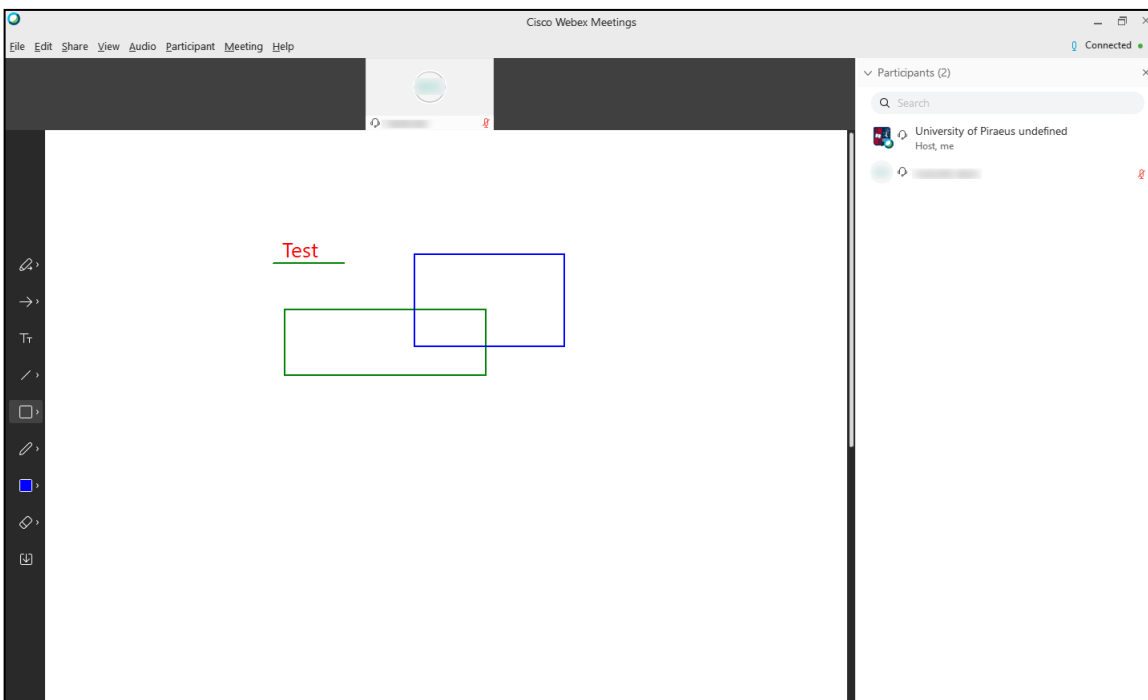 Cisco Webex Meetings
File Edit Share View Audio Participant Meeting Help
Connected
Participants (2)
Search
University of Piraeus undefined
Host, me
Test